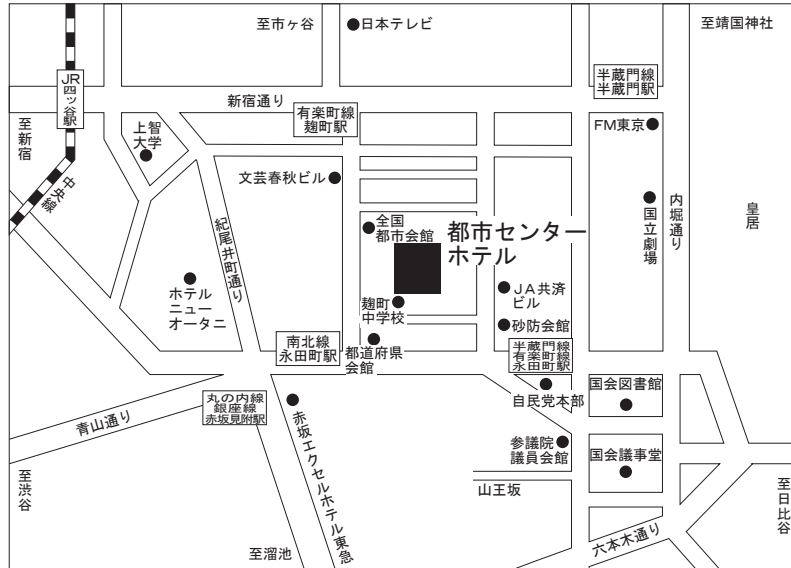 至市ヶ谷
日本テレビ
至靖国神社
JR四ッ谷駅
半蔵門線
半蔵門駅
新宿通り
有楽町線
麹町駅
至新宿
上智
大学
FM東京
中央線
文芸春秋ビル
紀尾井町通り
全国
都市会館
都市センター
ホテル
国立劇場
内堀通り
皇居
ホテル
ニュー
オータニ
麹町
中学校
JA共済
ビル
砂防会館
南北線
永田町駅
都道府県
会館
半蔵門線
有楽町線
永田町駅
丸の内線
銀座線
赤坂見附駅
自民党本部
国会図書館
青山通り
赤坂エクセルホテル東急
参議院
議員会館
国会議事堂
至渋谷
山王坂
至日比谷
至溜池
六本木通り